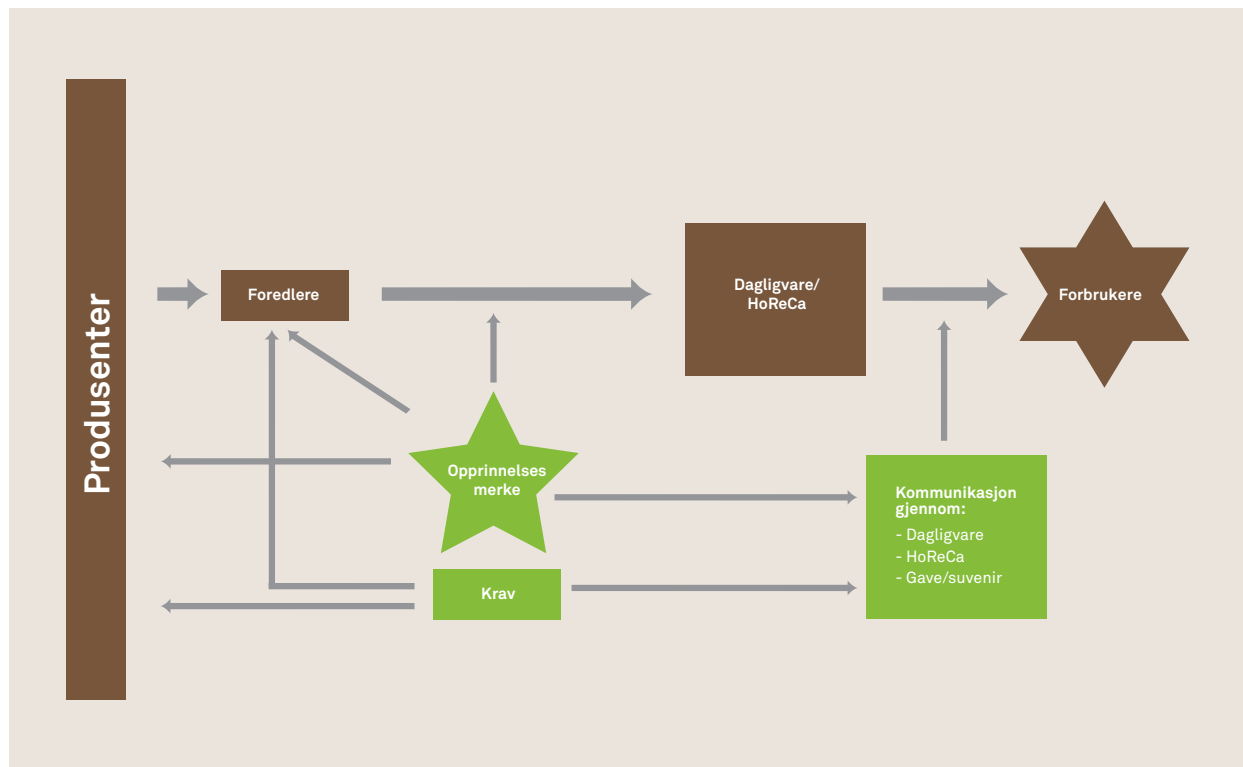 Produsenter
Foredlere
Dagligvare/
HoReCa
Forbrukere
Opprinnelses
merke
Krav
Kommunikasjon
gjennom:
- Dagligvare
- HoReCa
- Gave/suvenir